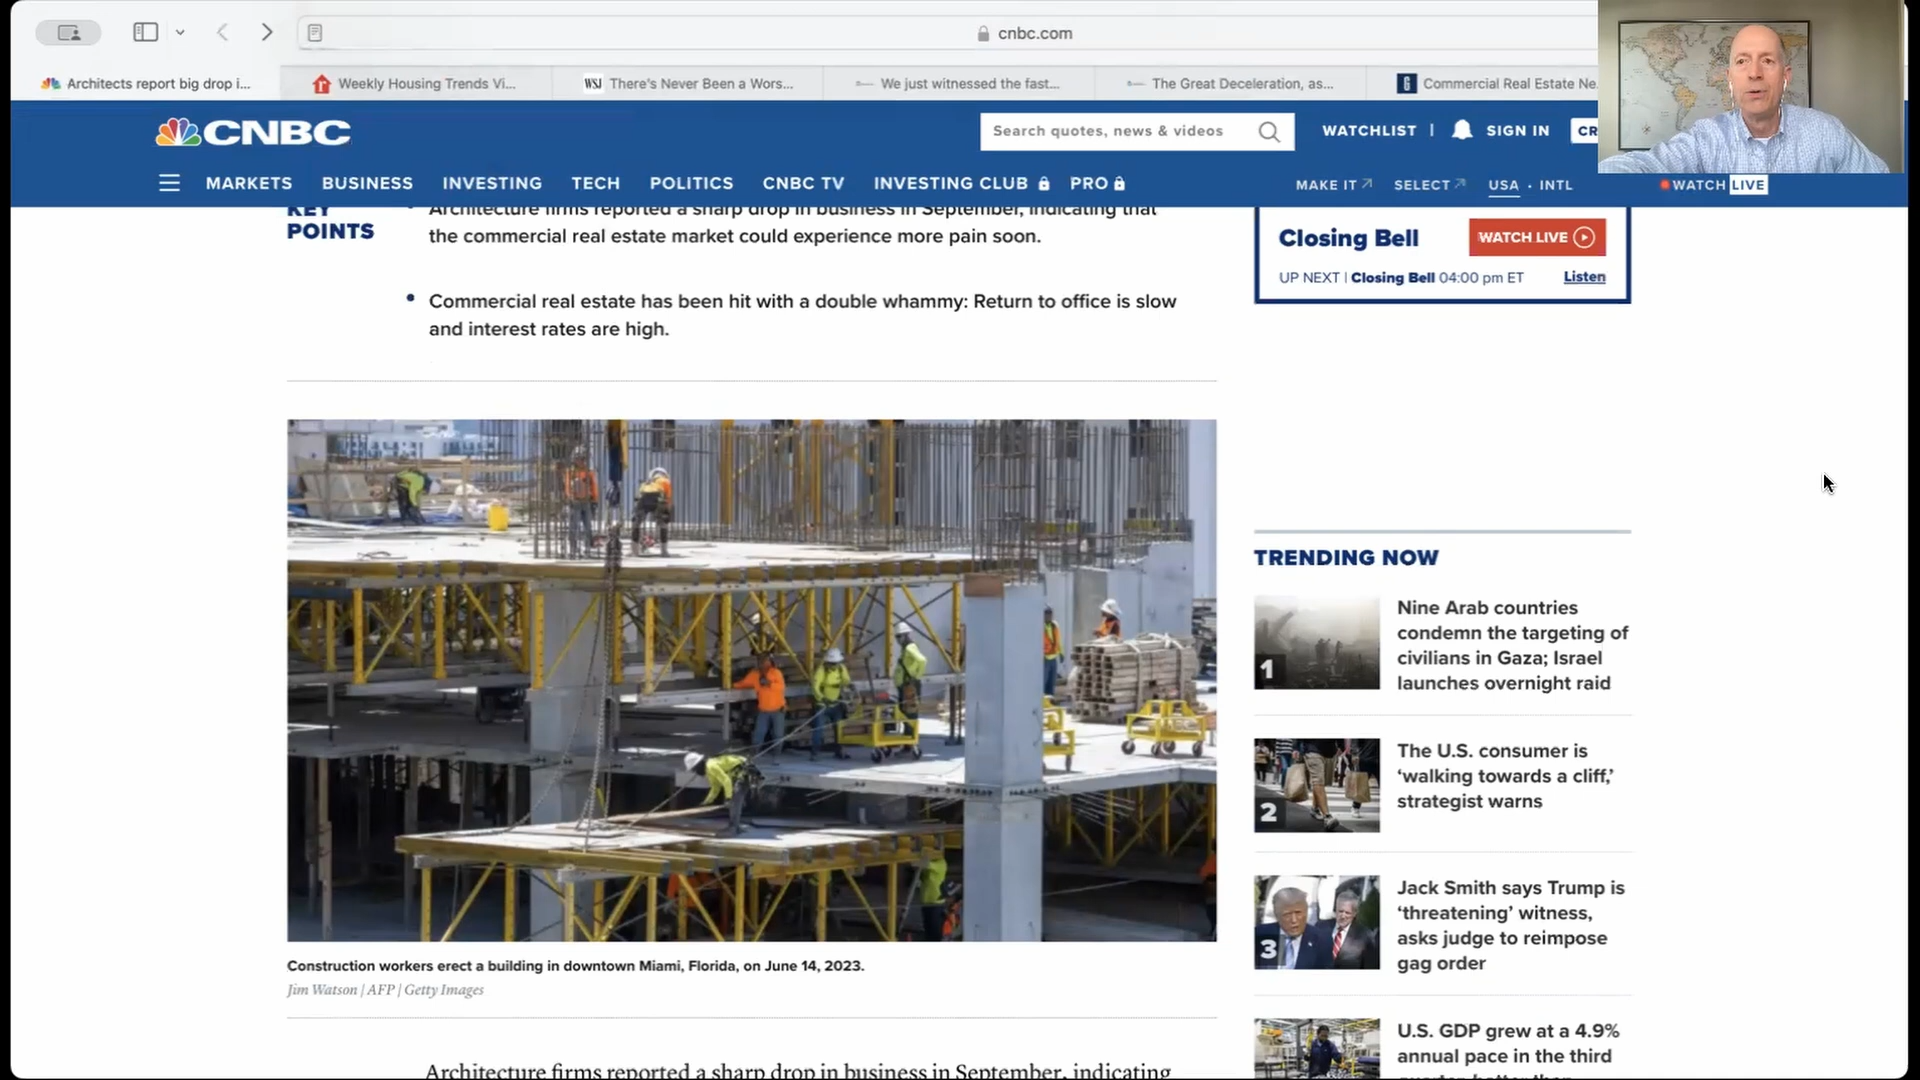 cnbc.com
Architects report big drop i...
Weekly Housing Trends Vi...
WSJ There's Never Been a Wors...
We just witnessed the fast...
The Great Deceleration, as...
Commercial Real Estate Ne
CNBC
Search quotes, news & videos
WATCHLIST | SIGN IN CR
MARKETS BUSINESS INVESTING TECH POLITICS CNBC TV INVESTING CLUB PRO
MAKE IT SELECT USA · INTL WATCH LIVE
KEY
POINTS
Architecture firms reported a sharp drop in business in September, indicating that
the commercial real estate market could experience more pain soon.
Commercial real estate has been hit with a double whammy: Return to office is slow
and interest rates are high.
Closing Bell WATCH LIVE
UP NEXT | Closing Bell 04:00 pm ET Listen
Construction workers erect a building in downtown Miami, Florida, on June 14, 2023.
Jim Watson | AFP | Getty Images
Architecture firms reported a sharp drop in business in September, indicating
TRENDING NOW
1
Nine Arab countries
condemn the targeting of
civilians in Gaza; Israel
launches overnight raid
2
The U.S. consumer is
‘walking towards a cliff,’
strategist warns
3
Jack Smith says Trump is
‘threatening’ witness,
asks judge to reimpose
gag order
U.S. GDP grew at a 4.9%
annual pace in the third